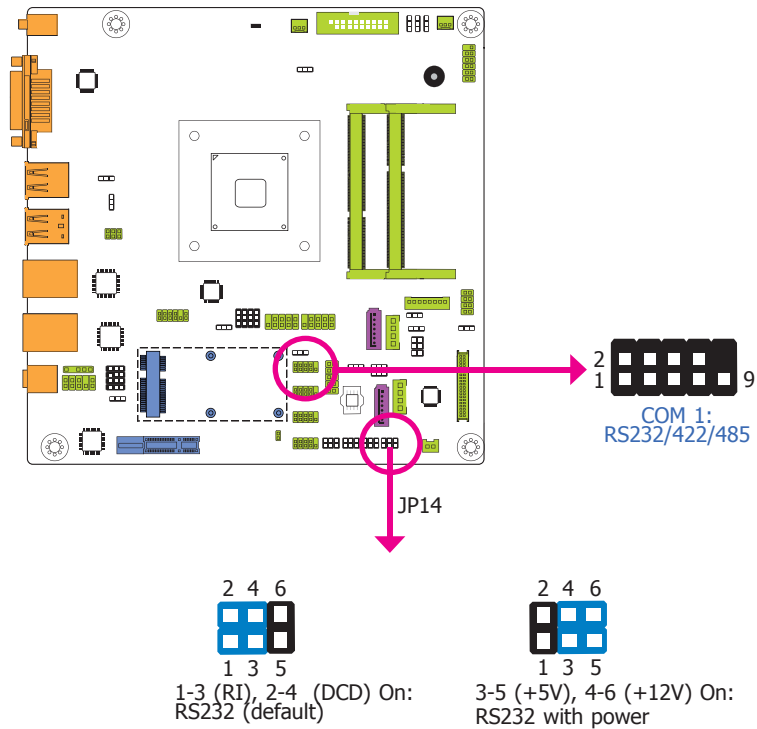 2
1
9
COM 1:
RS232/422/485
JP14
2 4 6
1 3 5
1-3 (RI), 2-4 (DCD) On:
RS232 (default)
2 4 6
1 3 5
3-5 (+5V), 4-6 (+12V) On:
RS232 with power